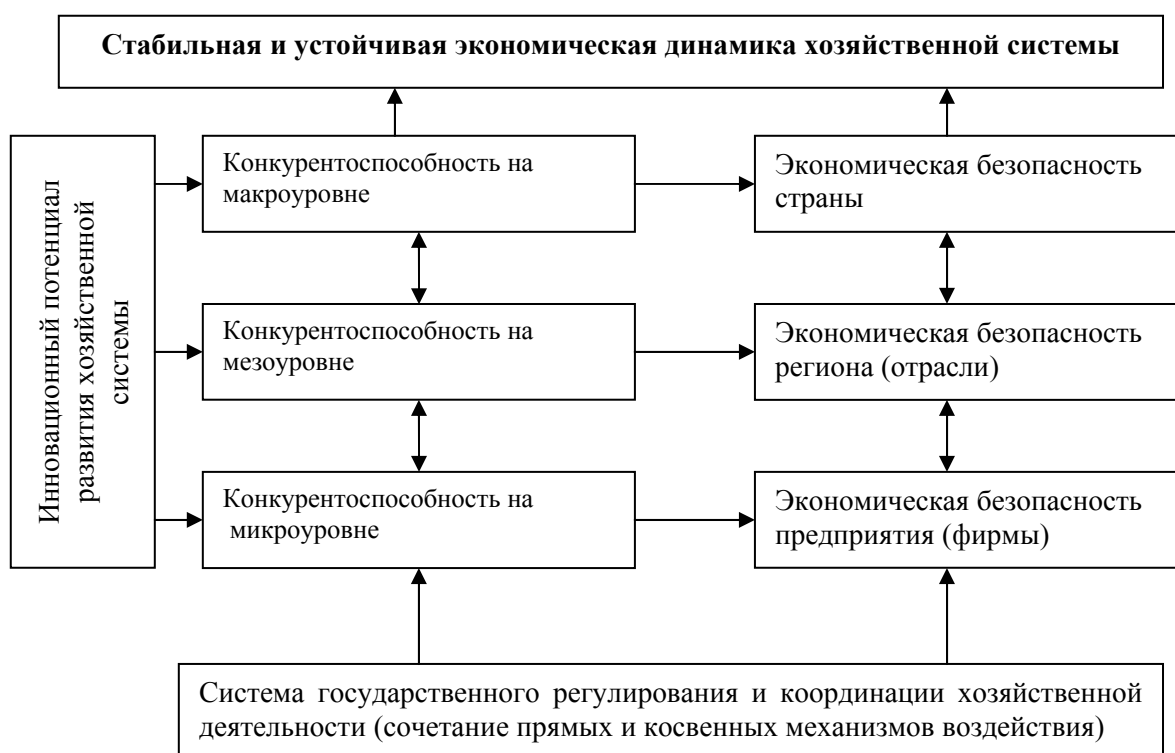 Стабильная и устойчивая экономическая динамика хозяйственной системы
Инновационный потенциал
развития хозяйственной
системы
Конкурентоспособность на
макроуровне
Экономическая безопасность
страны
Конкурентоспособность на
мезоуровне
Экономическая безопасность
региона (отрасли)
Конкурентоспособность на
микроуровне
Экономическая безопасность
предприятия (фирмы)
Система государственного регулирования и координации хозяйственной
деятельности (сочетание прямых и косвенных механизмов воздействия)